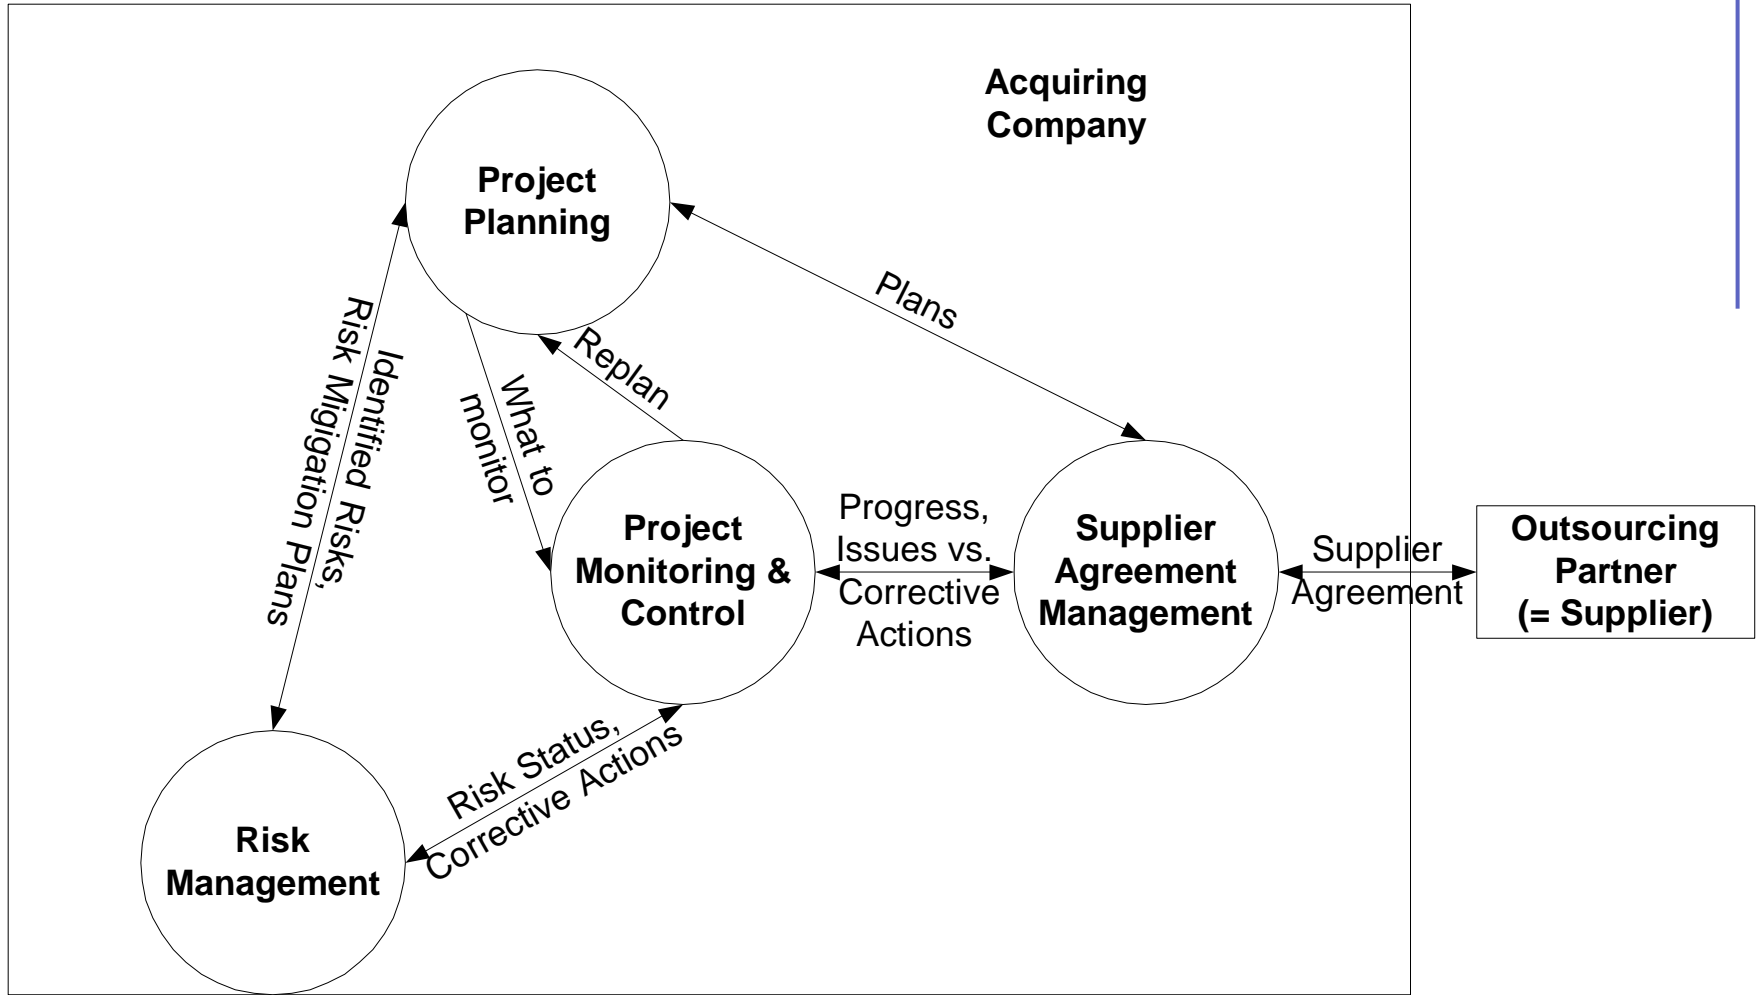 Acquiring
Company
Project
Planning
Plans
Replan
What to
monitor
Identified Risks,
Risk Migigation Plans
Project
Monitoring &
Control
Progress,
Issues vs.
Corrective
Actions
Supplier
Agreement
Management
Supplier
Agreement
Outsourcing
Partner
(= Supplier)
Risk Status,
Corrective Actions
Risk
Management